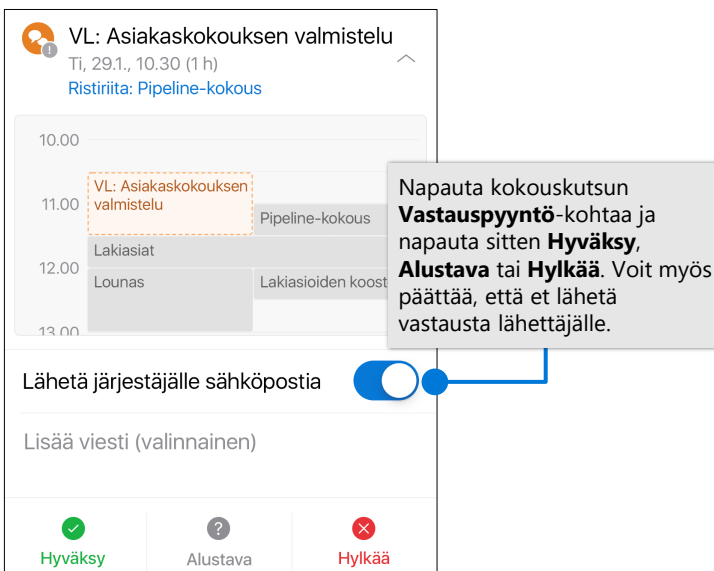 VL: Asiakaskokouksen valmistelu
Ti, 29.1., 10.30 (1 h)
Ristiriita: Pipeline-kokous
10.00
VL: Asiakaskokouksen
valmistelu
11.00
Pipeline-kokous
Lakiasiat
12.00
Lounas
Lakiasioiden koost
13.00
Napauta kokouskutsun
Vastauspyyntö-kohtaa ja
napauta sitten Hyväksy,
Alustava tai Hylkää. Voit myös
päättää, että et lähetä
vastausta lähettäjälle.
Lähetä järjestäjälle sähköpostia
Lisää viesti (valinnainen)
Hyväksy
Alustava
Hylkää